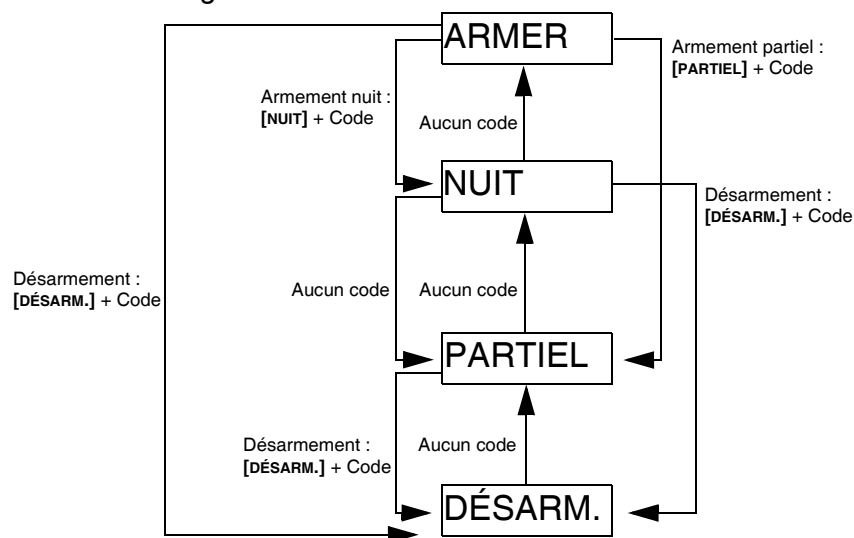 ARMER
Armement partiel :
[PARTIEL] + Code
Armement nuit :
[NUIT] + Code
Aucun code
NUIT
Désarmement :
[DÉSARM.] + Code
Désarmement :
[DÉSARM.] + Code
Aucun code
Aucun code
PARTIEL
Désarmement :
[DÉSARM.] + Code
Aucun code
DÉSARM.